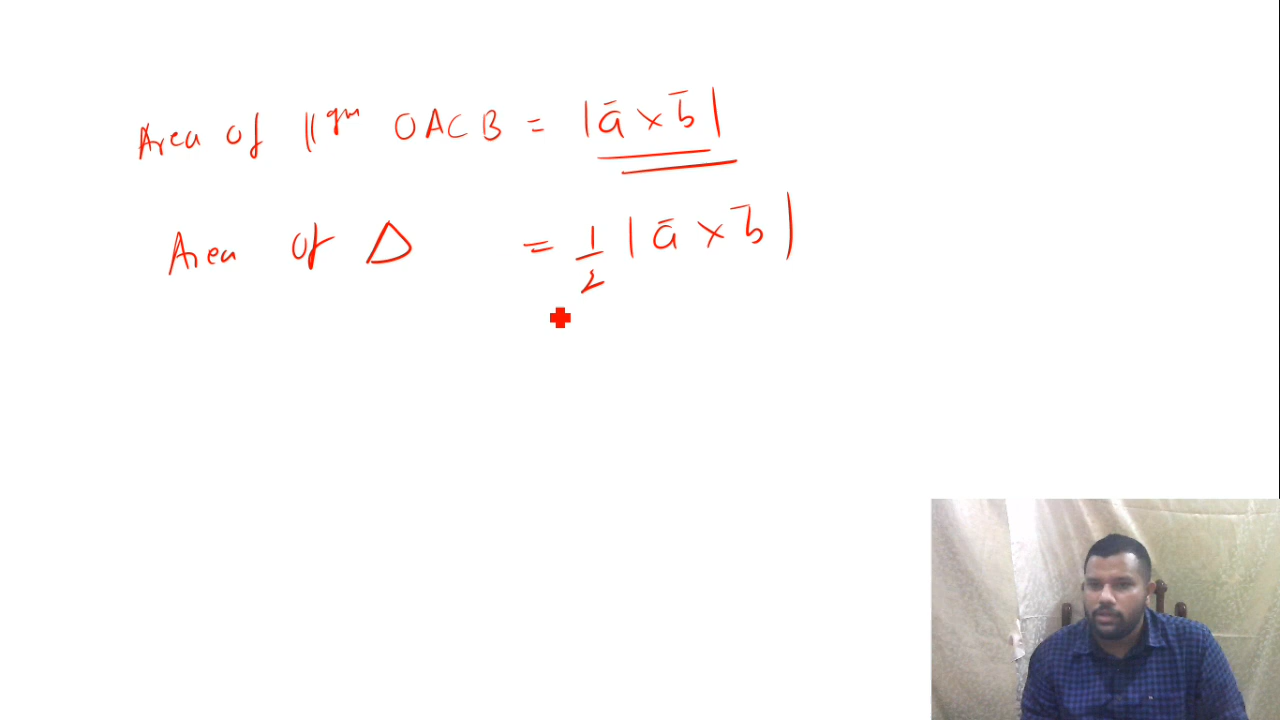 Area of ||gm OACB = |a̅ × b̅|
Area of Δ = 1/2 |a̅ × b̅|